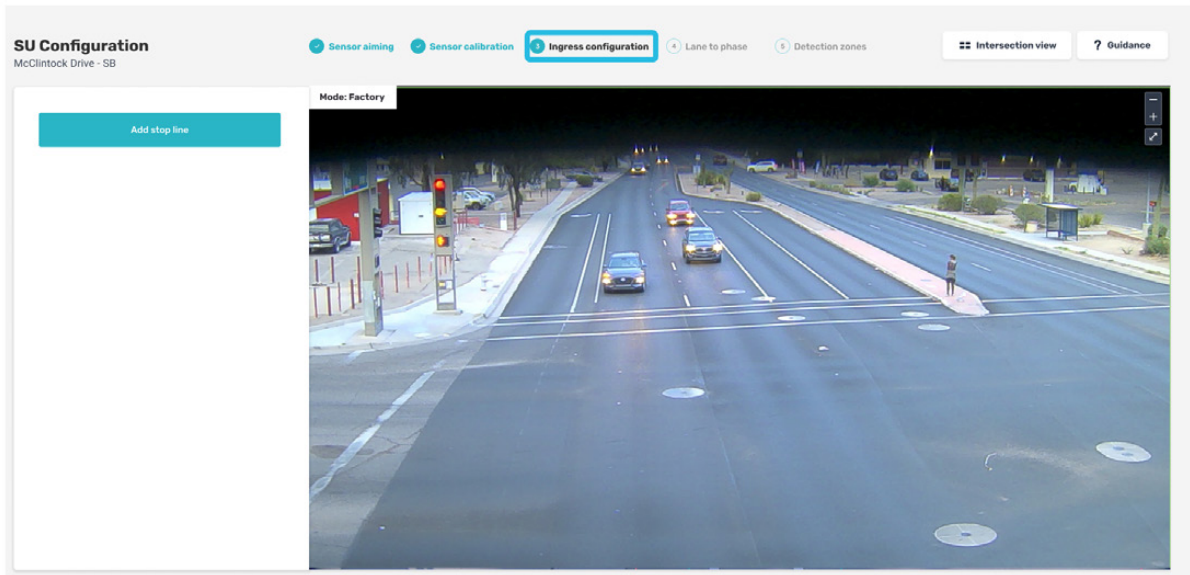 SU Configuration
McClintock Drive - SB
Sensor aiming
Sensor calibration
3 Ingress configuration
4 Lane to phase
5 Detection zones
Intersection view
? Guidance
Add stop line
Mode: Factory